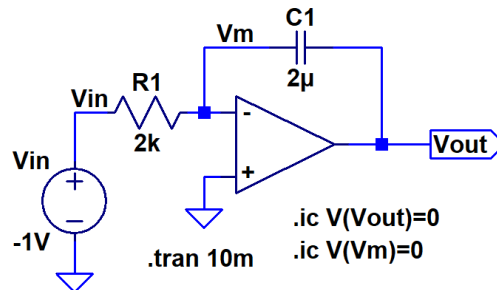 C1
Vm
2µ
R1
Vin
2k
-
+
Vout
Vin
+
−
-1V
.tran 10m
.ic V(Vout)=0
.ic V(Vm)=0